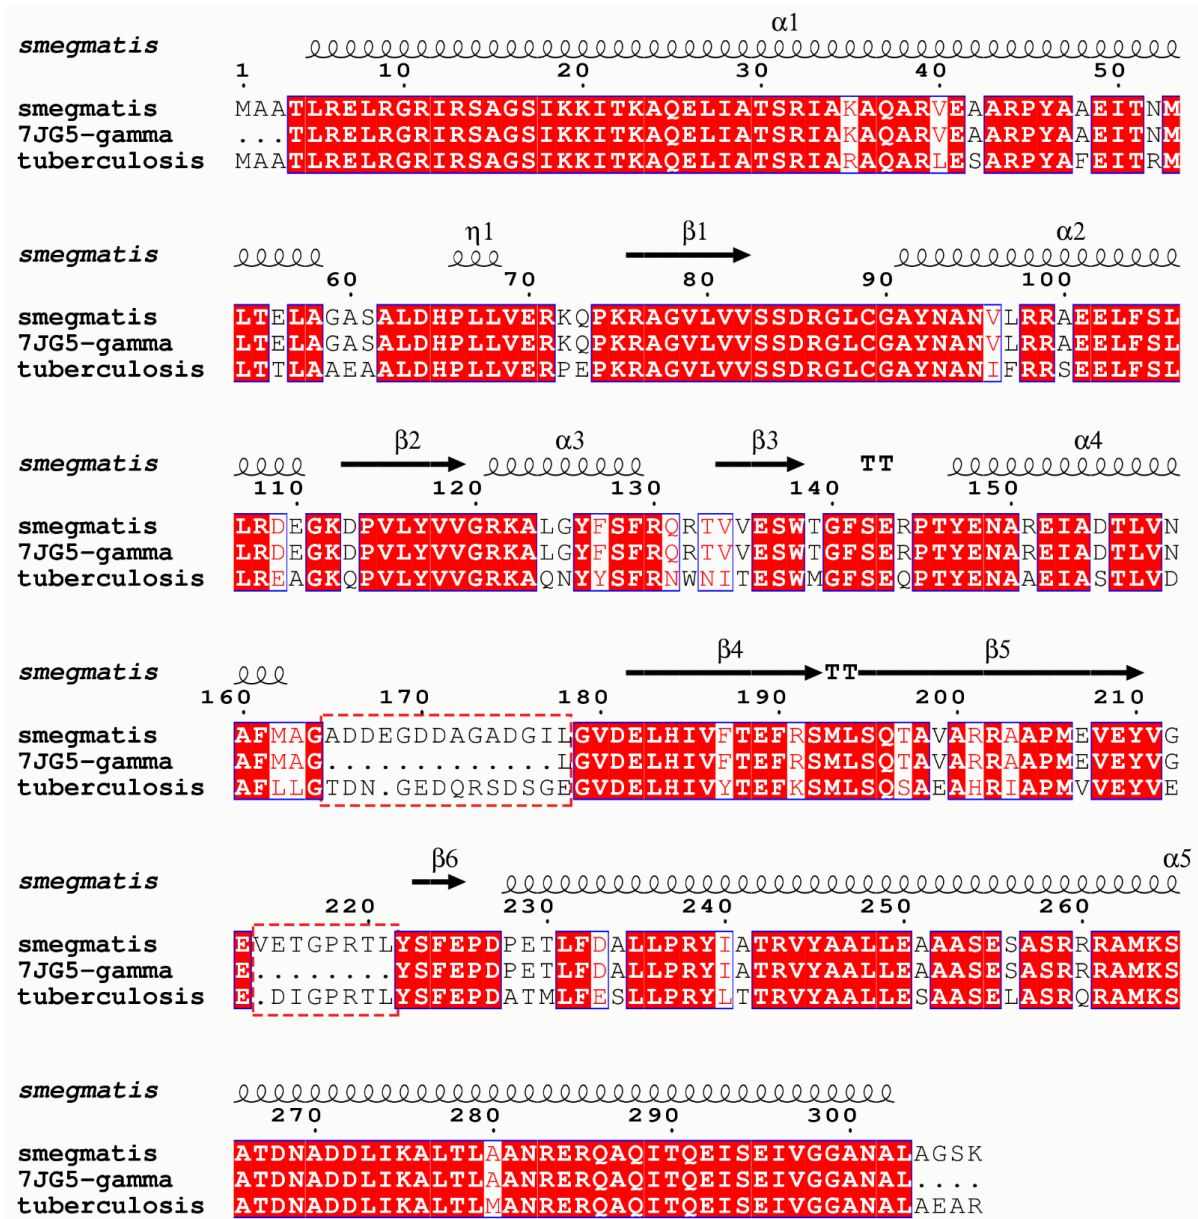 smegmatis α1
1 10 20 30 40 50
smegmatis MAATLRELRGRIRSAGSIKKITKAQELIATSRIAKAQARVEAARPYAAEITNM
7JG5-gamma ...TLRELRGRIRSAGSIKKITKAQELIATSRIAKAQARVEAARPYAAEITNM
tuberculosis MAATLRELRGRIRSAGSIKKITKAQELIATSRIARAQARLESARPYAFEITRM
smegmatis η1 β1 α2
60 70 80 90 100
smegmatis LTELAGASALDHPLLVERKQPKRAGVLVVSSDRGLCGAYNANVLRRAEELFSL
7JG5-gamma LTELAGASALDHPLLVERKQPKRAGVLVVSSDRGLCGAYNANVLRRAEELFSL
tuberculosis LTTLAAEAALDHPLLVERPEPKRAGVLVVSSDRGLCGAYNANIFRRSEELFSL
smegmatis β2 α3 β3 TT α4
110 120 130 140 150
smegmatis LRDEGKDPVLYVVGRKALGYFSFRQRTVVESWTGFSERPTYENAREIADTLVN
7JG5-gamma LRDEGKDPVLYVVGRKALGYFSFRQRTVVESWTGFSERPTYENAREIADTLVN
tuberculosis LREAGKQPVLYVVGRKAQNYYSFRNWNITESWMGFSEQPTYENAAEIASTLVD
smegmatis β4 TT β5
160 170 180 190 200 210
smegmatis AFMAGADDEGDDAGADGILGVDELHIVFTEFRSMLSQTAVARRAAPMEVEYVG
7JG5-gamma AFMAG.............LGVDELHIVFTEFRSMLSQTAVARRAAPMEVEYVG
tuberculosis AFLLGTDN.GEDQRSDSGEGVDELHIVYTEFKSMLSQSAEAHRIAPMVVEYVE
smegmatis β6 α5
220 230 240 250 260
smegmatis EVETGPRTLYSFEPDPETLFDALLPRYIATRVYAALLEAAASESASRRRAMKS
7JG5-gamma E........YSFEPDPETLFDALLPRYIATRVYAALLEAAASESASRRRAMKS
tuberculosis E.DIGPRTLYSFEPDATMLFESLLPRYLTTRVYAALLESAASELASRQRAMKS
smegmatis
270 280 290 300
smegmatis ATDNADDLIKALTLAANRERQAQITQEISEIVGGANALAGSK
7JG5-gamma ATDNADDLIKALTLAANRERQAQITQEISEIVGGANAL....
tuberculosis ATDNADDLIKALTLMANRERQAQITQEISEIVGGANALAEAR